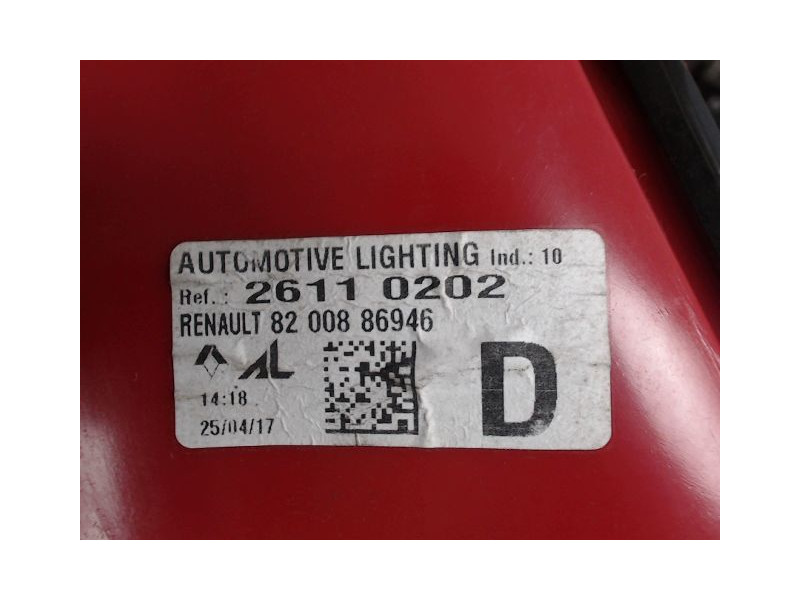 AUTOMOTIVE LIGHTING Ind.: 10
Ref.: 2611 0202
RENAULT 82 008 86946
AL
14:18
25/04/17
D